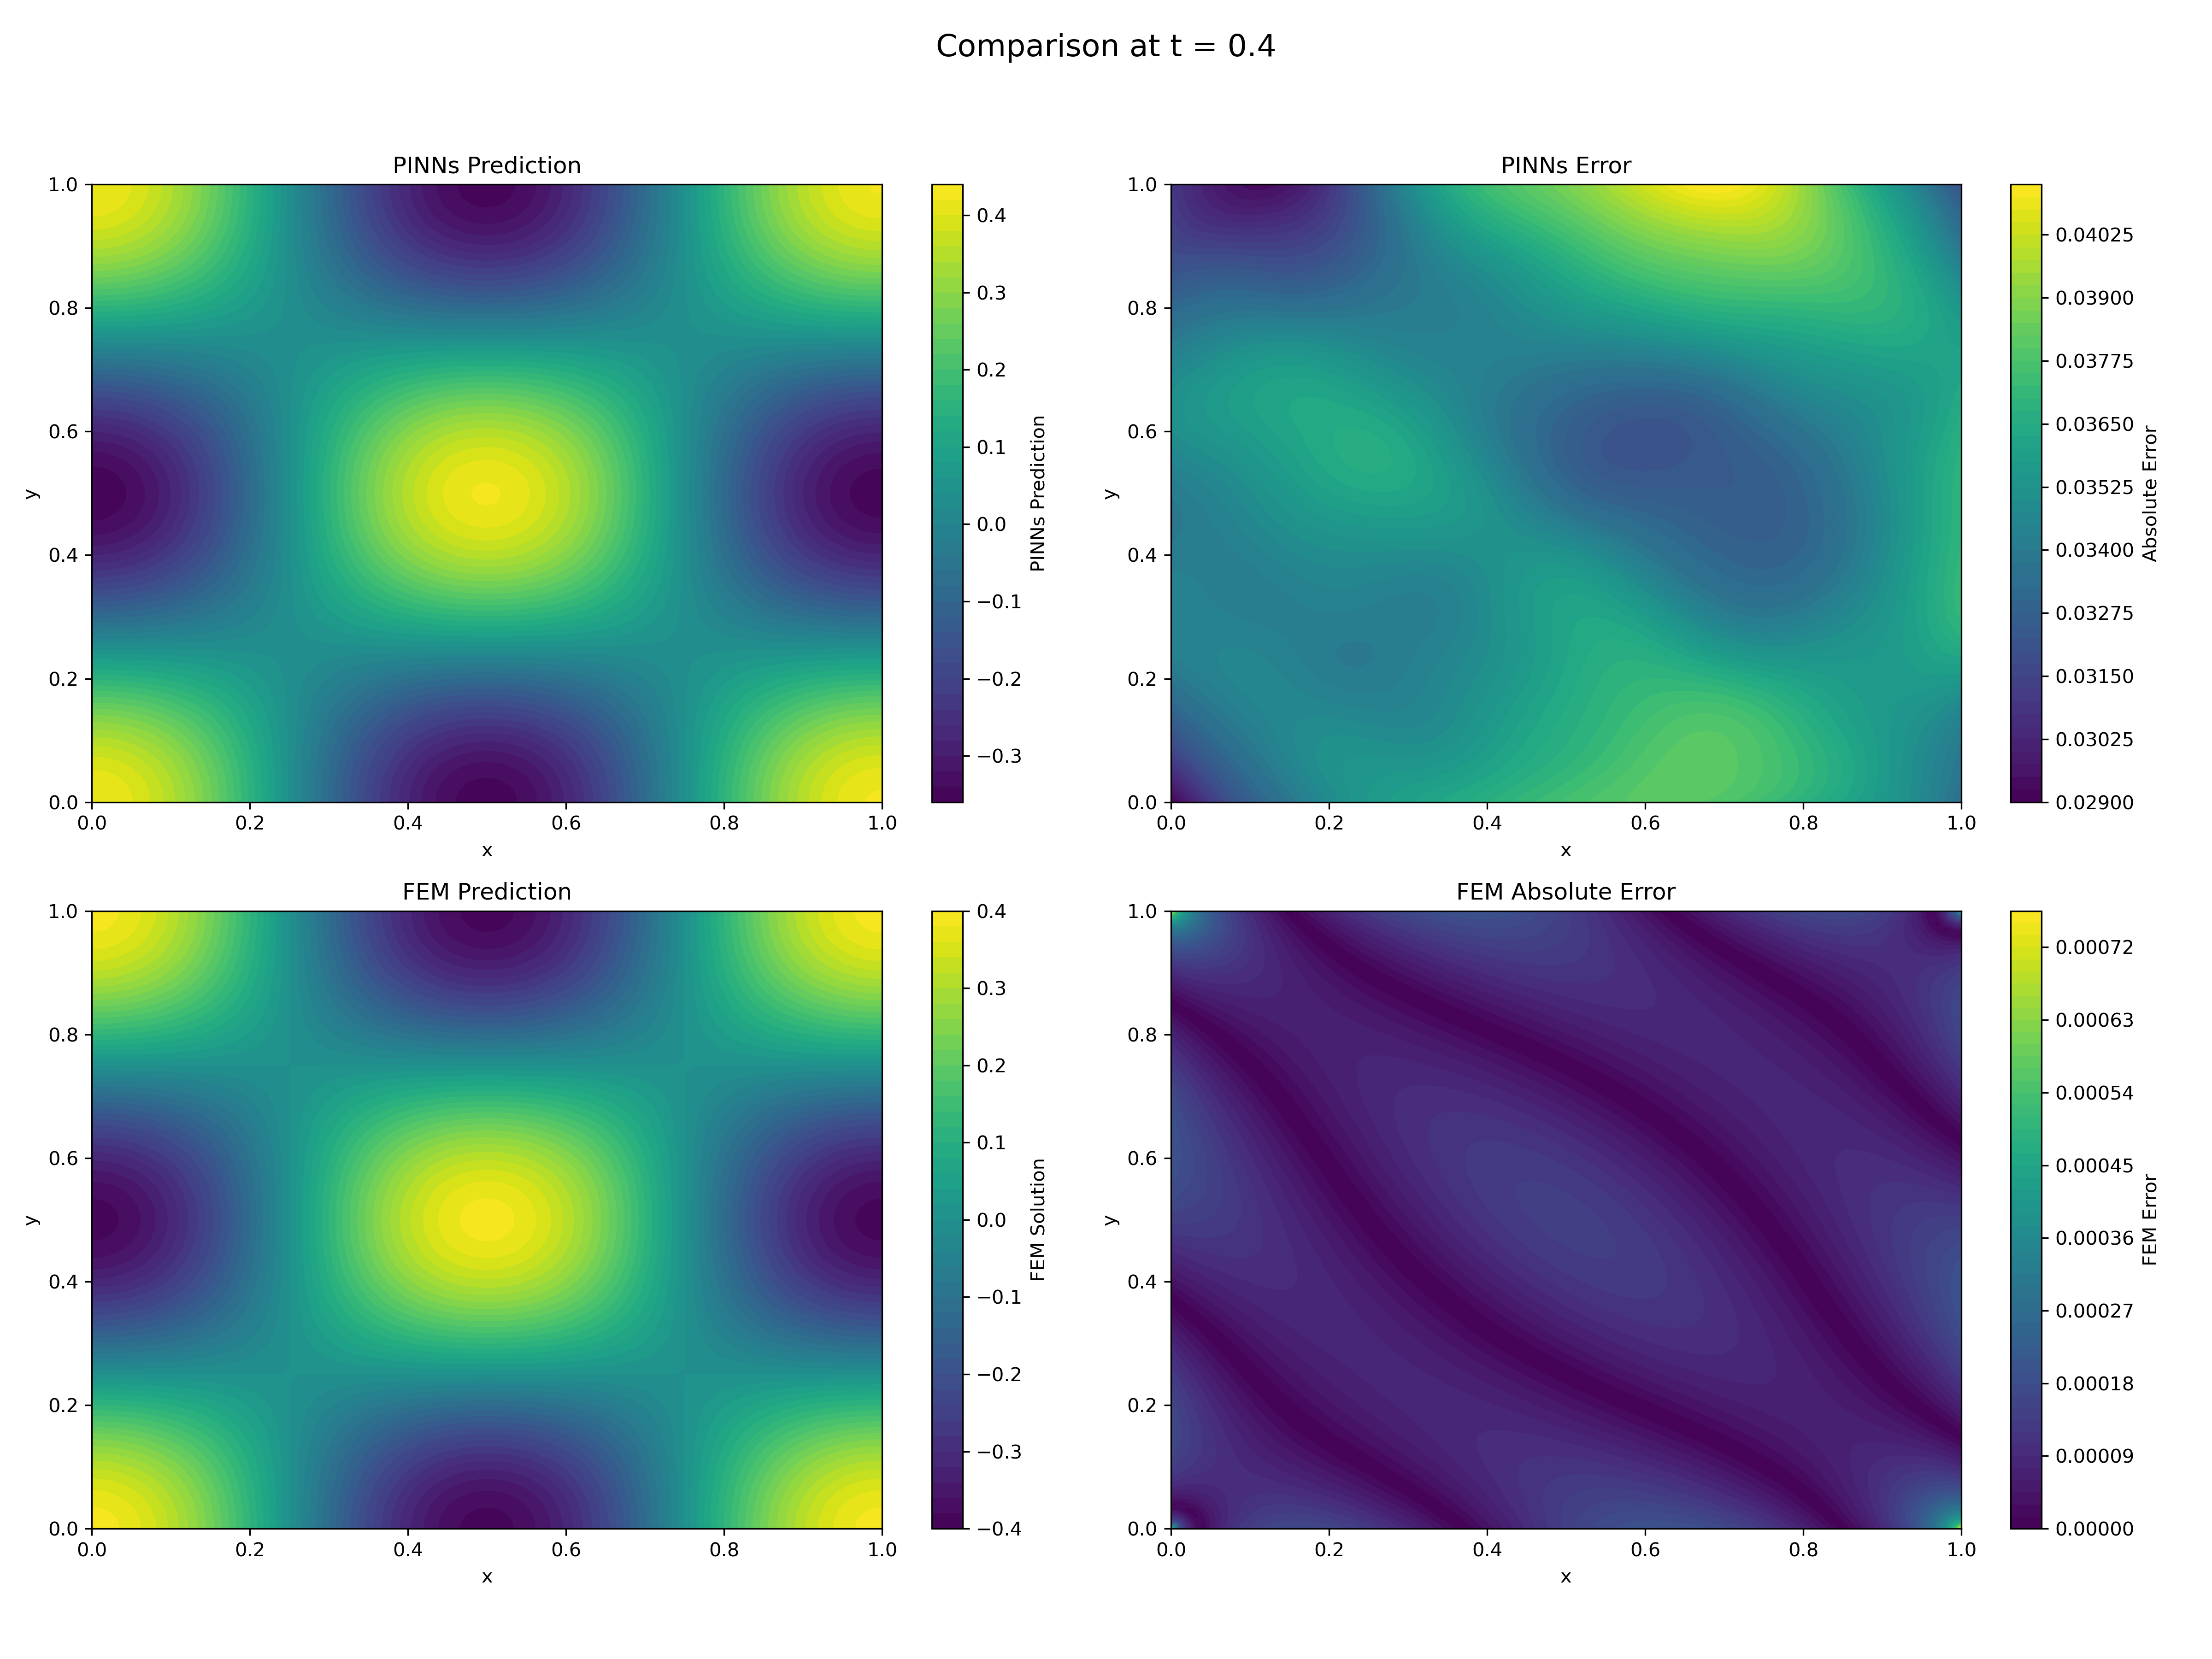 Comparison at t = 0.4
PINNs Prediction
1.0
0.8
0.6
0.4
0.2
0.0
y
0.0 0.2 0.4 0.6 0.8 1.0
x
0.4
0.3
0.2
0.1
0.0
−0.1
−0.2
−0.3
PINNs Prediction
PINNs Error
1.0
0.8
0.6
0.4
0.2
0.0
y
0.0 0.2 0.4 0.6 0.8 1.0
x
0.04025
0.03900
0.03775
0.03650
0.03525
0.03400
0.03275
0.03150
0.03025
0.02900
Absolute Error
FEM Prediction
1.0
0.8
0.6
0.4
0.2
0.0
y
0.0 0.2 0.4 0.6 0.8 1.0
x
0.4
0.3
0.2
0.1
0.0
−0.1
−0.2
−0.3
−0.4
FEM Solution
FEM Absolute Error
1.0
0.8
0.6
0.4
0.2
0.0
y
0.0 0.2 0.4 0.6 0.8 1.0
x
0.00072
0.00063
0.00054
0.00045
0.00036
0.00027
0.00018
0.00009
0.00000
FEM Error